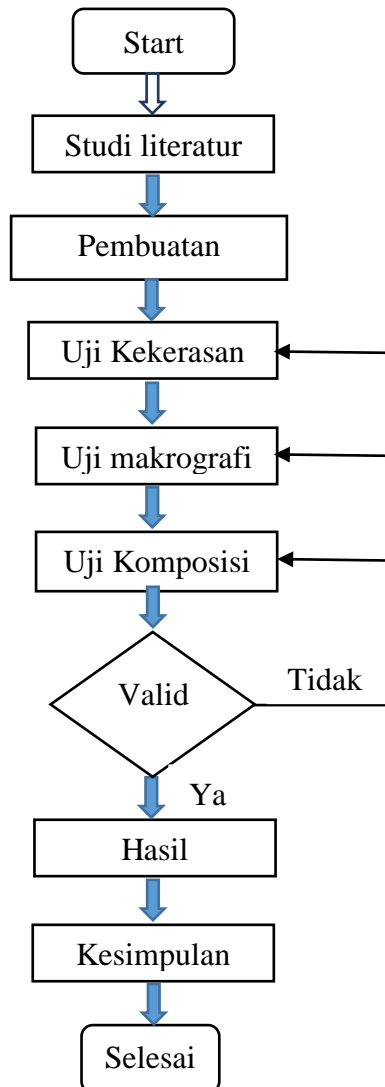 Start
Studi literatur
Pembuatan
Uji Kekerasan
Uji makrografi
Uji Komposisi
Valid
Tidak
Ya
Hasil
Kesimpulan
Selesai